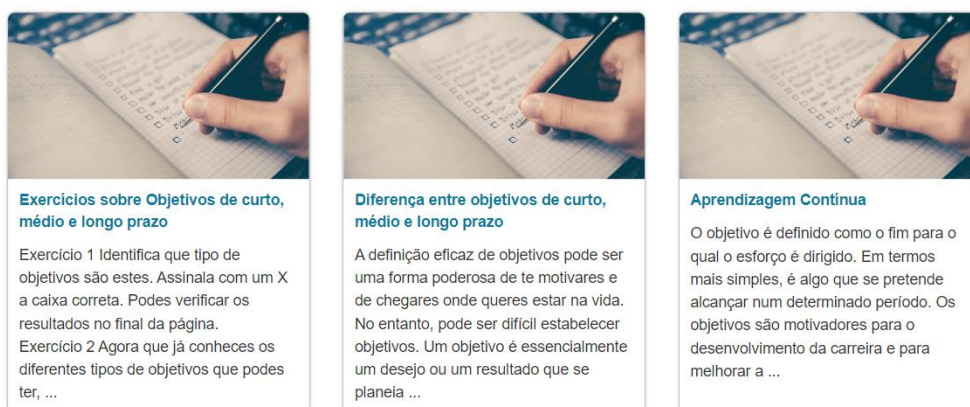 Exercícios sobre Objetivos de curto,
médio e longo prazo
Exercício 1 Identifica que tipo de
objetivos são estes. Assinala com um X
a caixa correta. Podes verificar os
resultados no final da página.
Exercício 2 Agora que já conheces os
diferentes tipos de objetivos que podes
ter, ...
Diferença entre objetivos de curto,
médio e longo prazo
A definição eficaz de objetivos pode ser
uma forma poderosa de te motivares e
de chegares onde queres estar na vida.
No entanto, pode ser difícil estabelecer
objetivos. Um objetivo é essencialmente
um desejo ou um resultado que se
planeia ...
Aprendizagem Contínua
O objetivo é definido como o fim para o
qual o esforço é dirigido. Em termos
mais simples, é algo que se pretende
alcançar num determinado período. Os
objetivos são motivadores para o
desenvolvimento da carreira e para
melhorar a ...